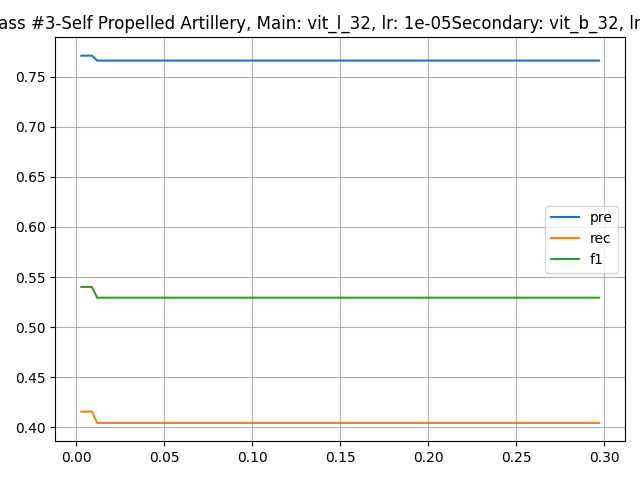 ass #3-Self Propelled Artillery, Main: vit_l_32, lr: 1e-05Secondary: vit_b_32, lr
0.75
0.70
0.65
0.60
0.55
0.50
0.45
0.40
pre
rec
f1
0.00 0.05 0.10 0.15 0.20 0.25 0.30